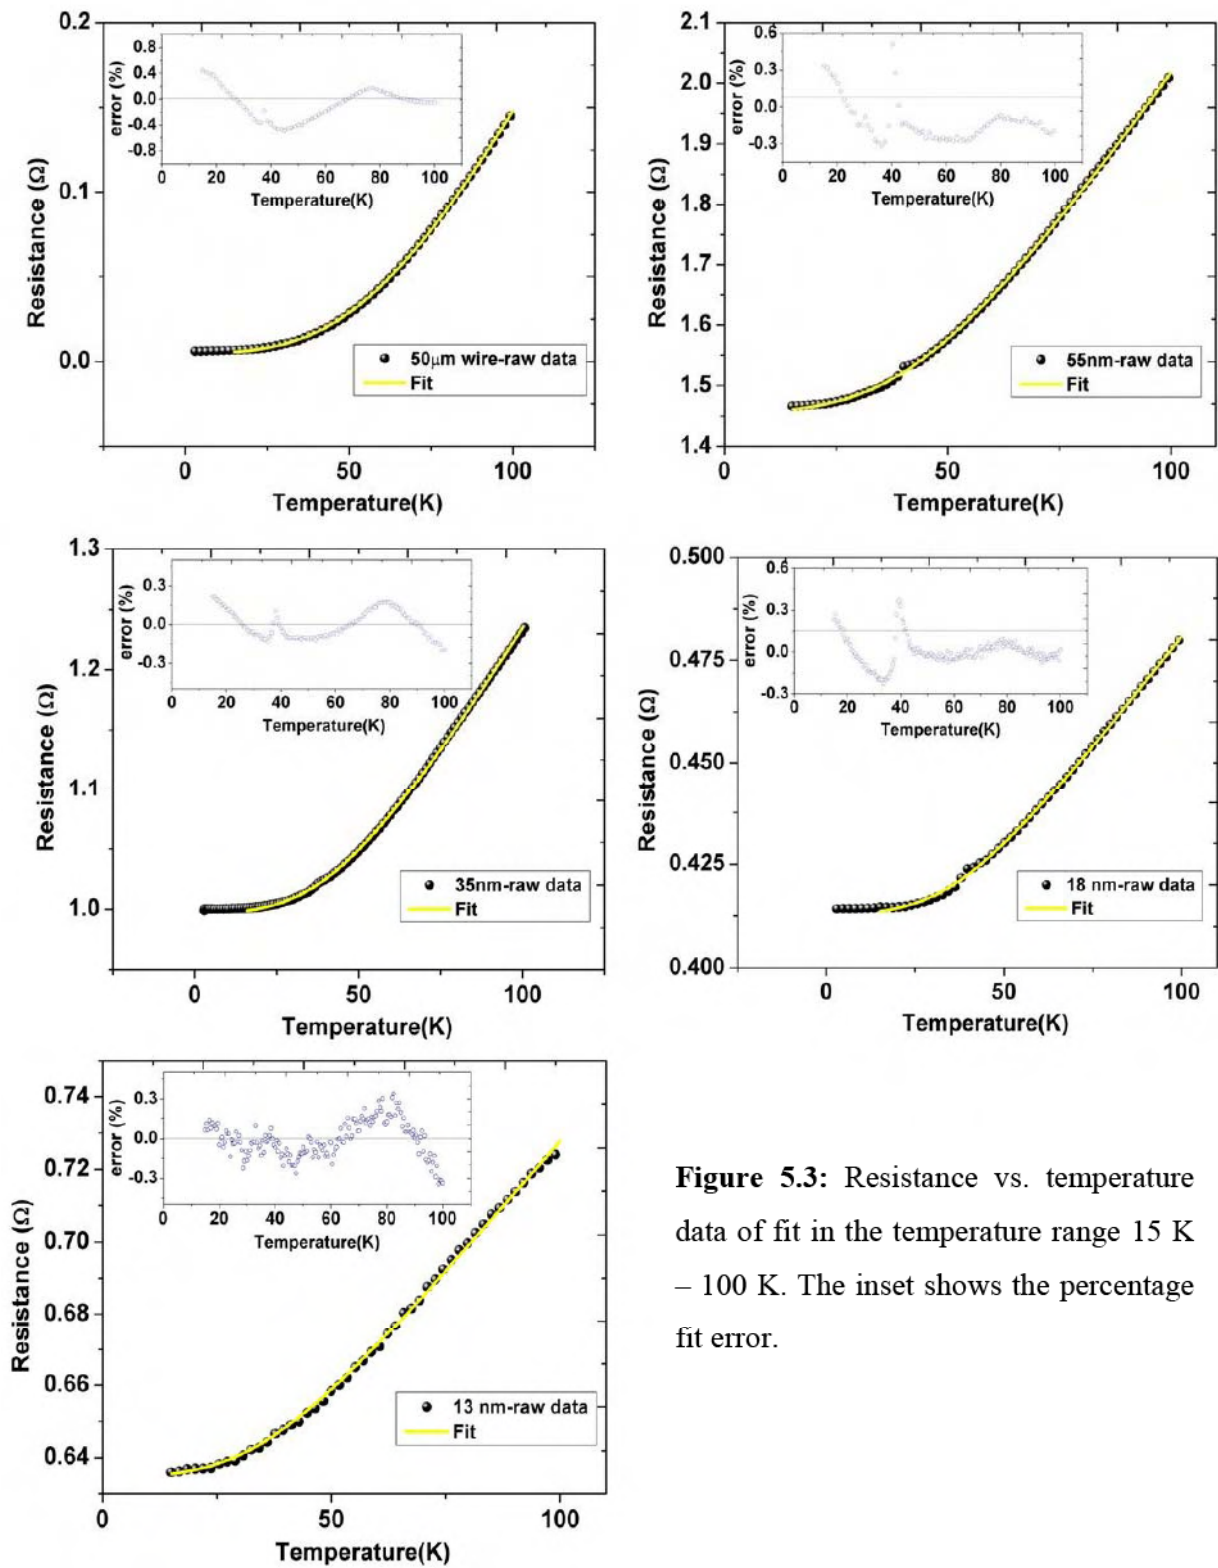 0.2
0.1
0.0
Resistance (Ω)
0.8
0.4
0.0
-0.4
-0.8
error (%)
0 20 40 60 80 100
Temperature(K)
50μm wire-raw data
Fit
0 50 100
Temperature(K)
2.1
2.0
1.9
1.8
1.7
1.6
1.5
1.4
Resistance (Ω)
0.6
0.3
0.0
-0.3
error (%)
0 20 40 60 80 100
Temperature(K)
55nm-raw data
Fit
0 50 100
Temperature(K)
1.3
1.2
1.1
1.0
Resistance (Ω)
0.3
0.0
-0.3
error (%)
0 20 40 60 80 100
Temperature(K)
35nm-raw data
Fit
0 50 100
Temperature(K)
0.500
0.475
0.450
0.425
0.400
Resistance (Ω)
0.6
0.3
0.0
-0.3
error (%)
0 20 40 60 80 100
Temperature(K)
18 nm-raw data
Fit
0 50 100
Temperature(K)
0.74
0.72
0.70
0.68
0.66
0.64
Resistance (Ω)
0.3
0.0
-0.3
error (%)
0 20 40 60 80 100
Temperature(K)
13 nm-raw data
Fit
0 50 100
Temperature(K)
Figure 5.3: Resistance vs. temperature
data of fit in the temperature range 15 K
– 100 K. The inset shows the percentage
fit error.